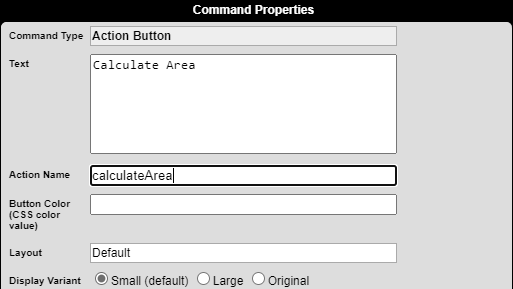 Command Properties
Command Type Action Button
Text Calculate Area
Action Name calculateArea
Button Color
(CSS color
value)
Layout Default
Display Variant Small (default) Large Original